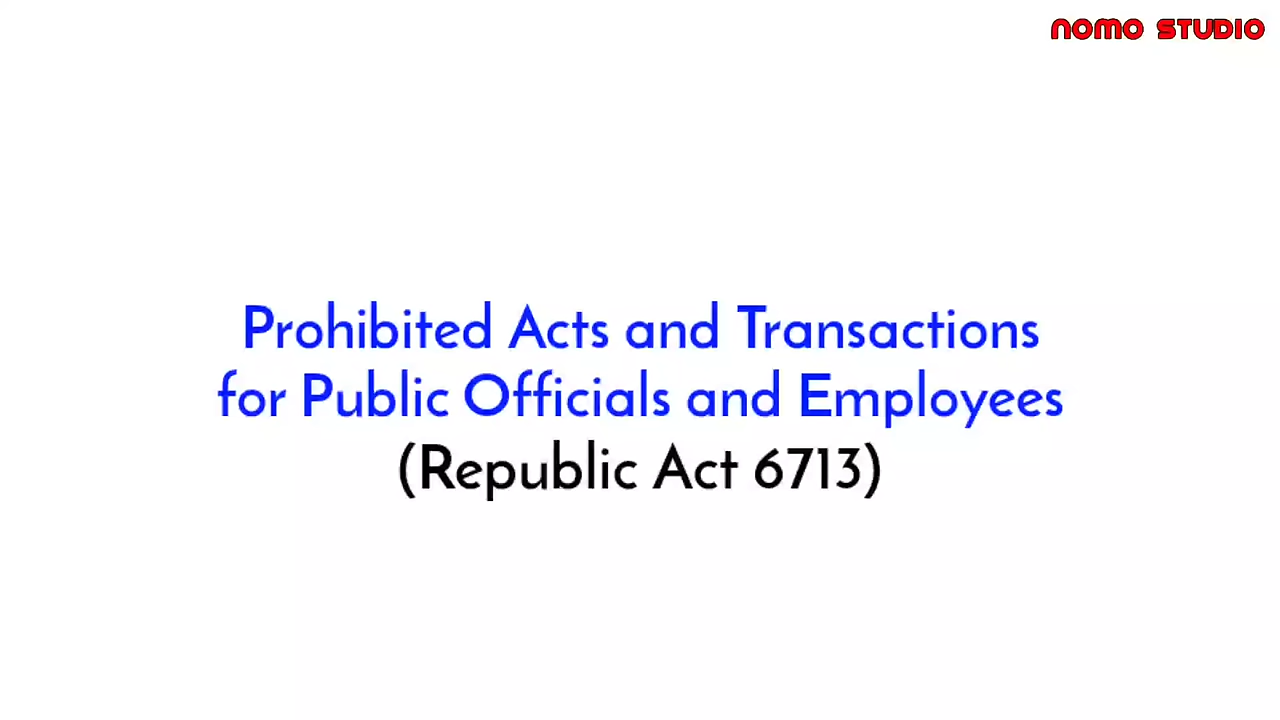 NOMO STUDIO
Prohibited Acts and Transactions
for Public Officials and Employees
(Republic Act 6713)